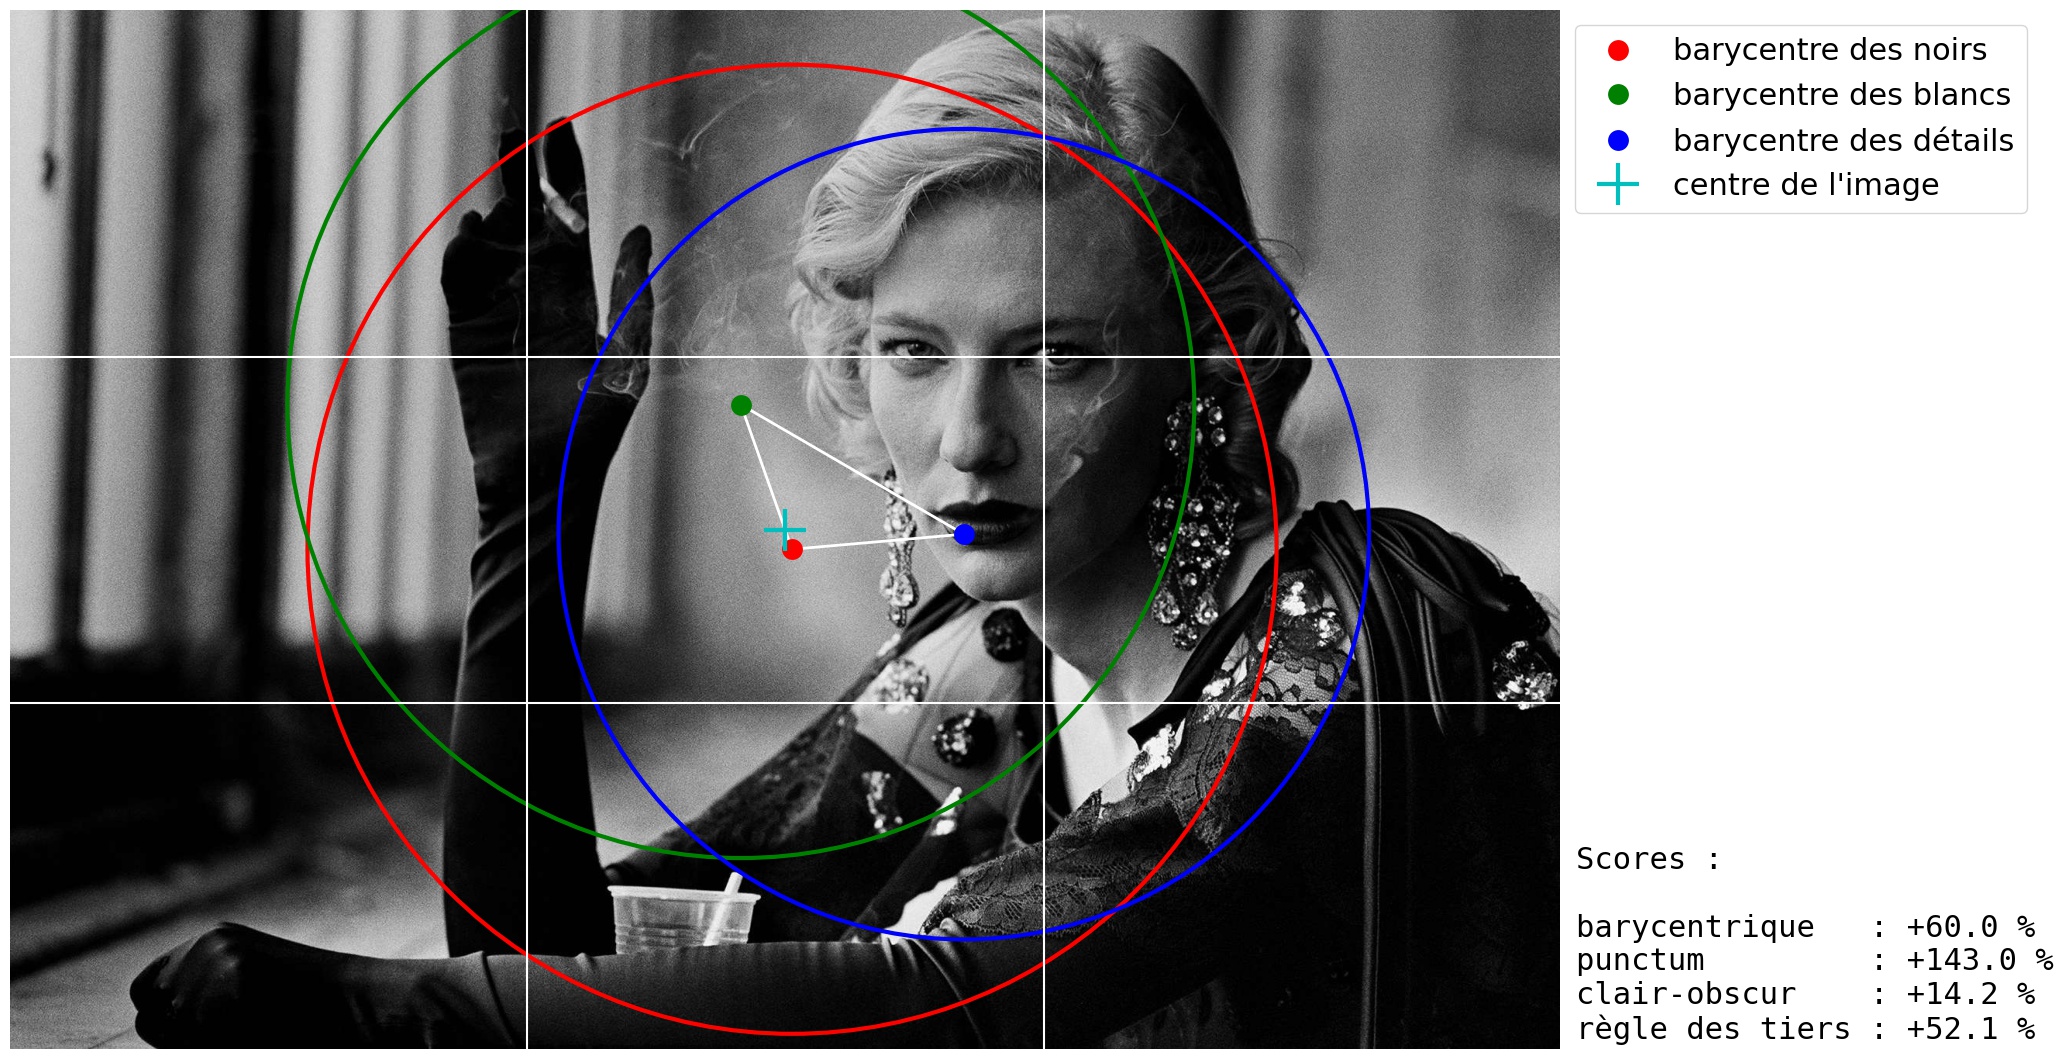 barycentre des noirs
barycentre des blancs
barycentre des détails
centre de l'image
Scores :
barycentrique   : +60.0 %
punctum         : +143.0 %
clair-obscur    : +14.2 %
règle des tiers : +52.1 %